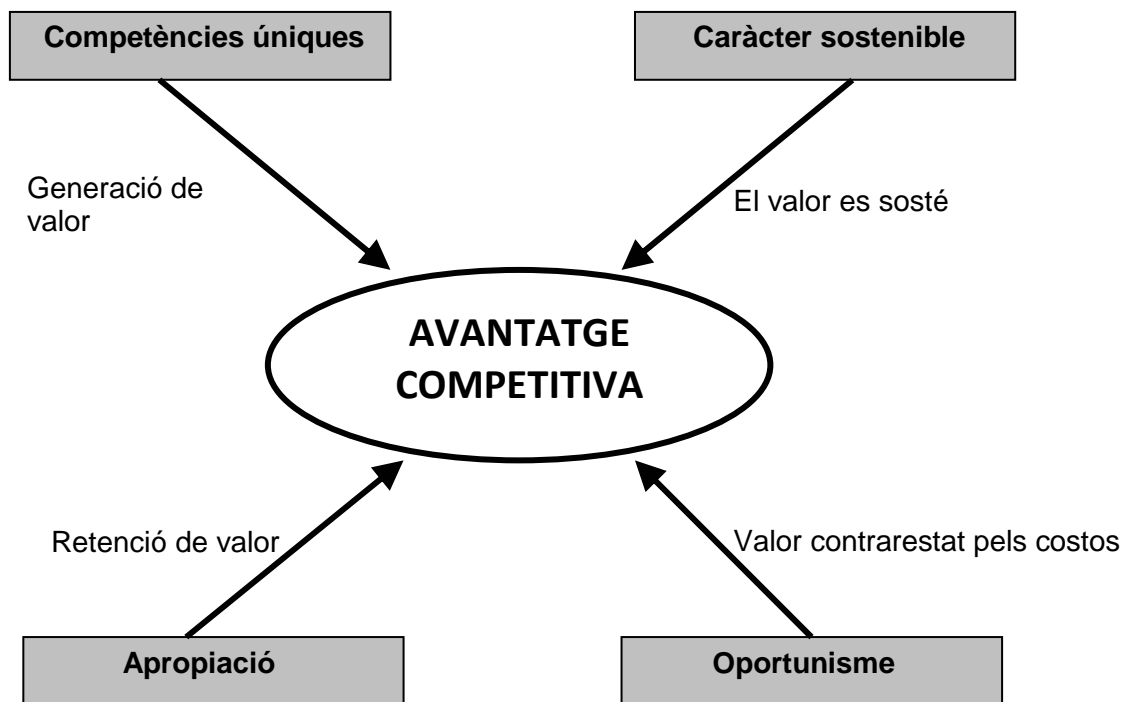 Competències úniques
Caràcter sostenible
Generació de
valor
El valor es sosté
AVANTATGE
COMPETITIVA
Retenció de valor
Valor contrarestat pels costos
Apropiació
Oportunisme